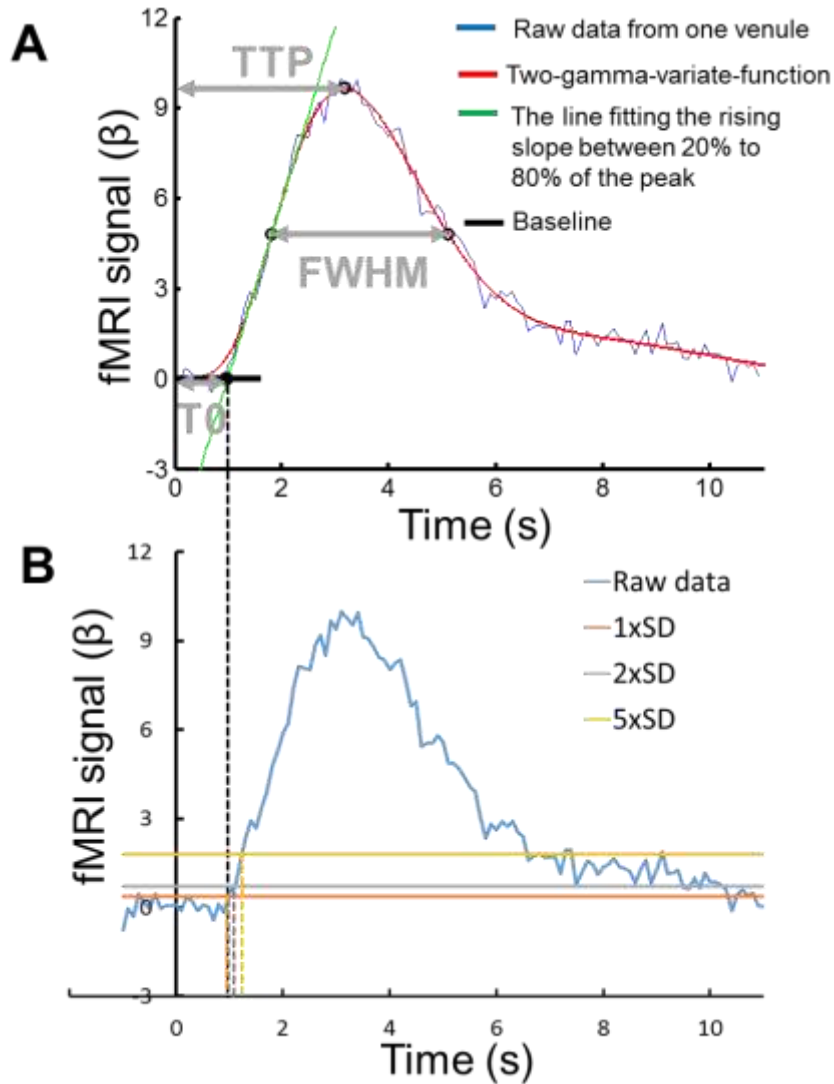 A
12
9
6
3
0
-3
fMRI signal (β)
TTP
FWHM
T0
Raw data from one venule
Two-gamma-variate-function
The line fitting the rising
slope between 20% to
80% of the peak
Baseline
0 2 4 6 8 10
Time (s)
B
12
9
6
3
0
-3
fMRI signal (β)
Raw data
1xSD
2xSD
5xSD
0 2 4 6 8 10
Time (s)